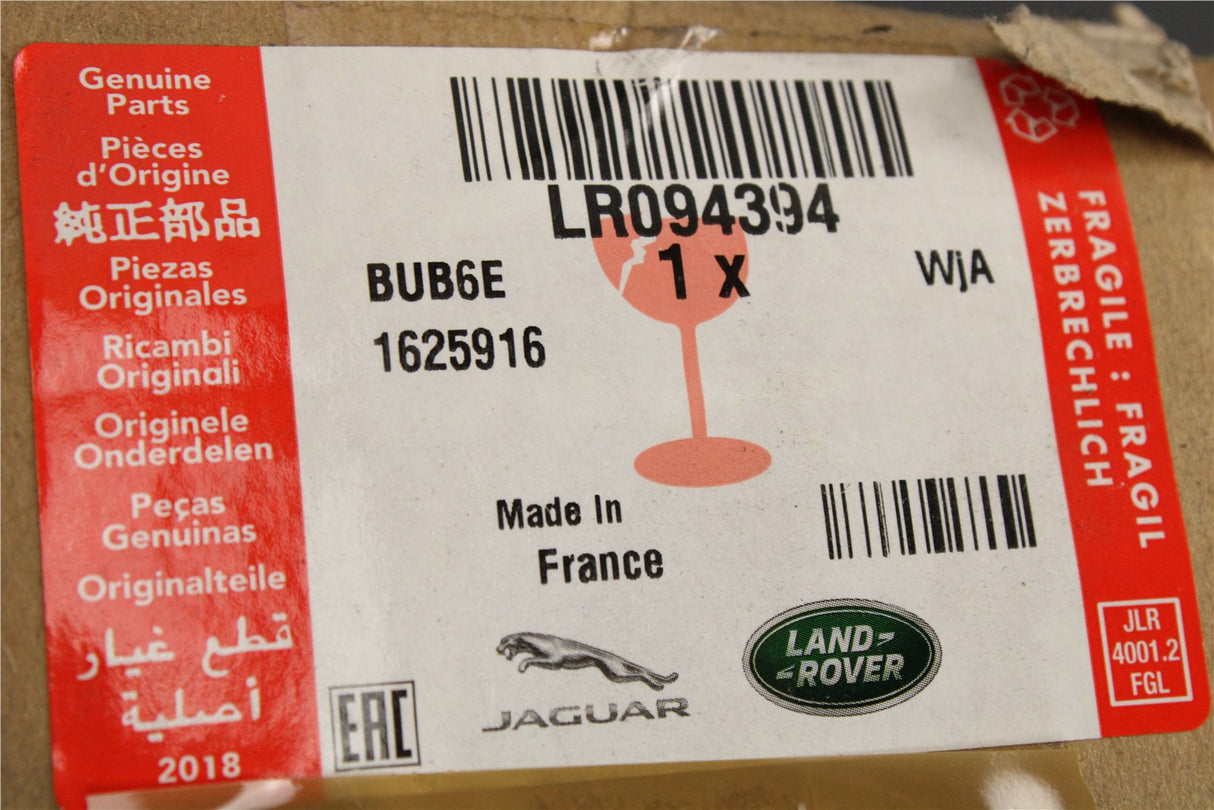 Genuine
Parts
Pièces
d'Origine
純正部品
Piezas
Originales
Ricambi
Originali
Originele
Onderdelen
Peças
Genuinas
Originalteile
قطع غيار
أصلية
2018
LR094394
1 x
BUB6E
WjA
1625916
Made In
France
EAC
JAGUAR
LAND
ROVER
FRAGILE : FRAGIL
ZERBRECHLICH
JLR
4001.2
FGL